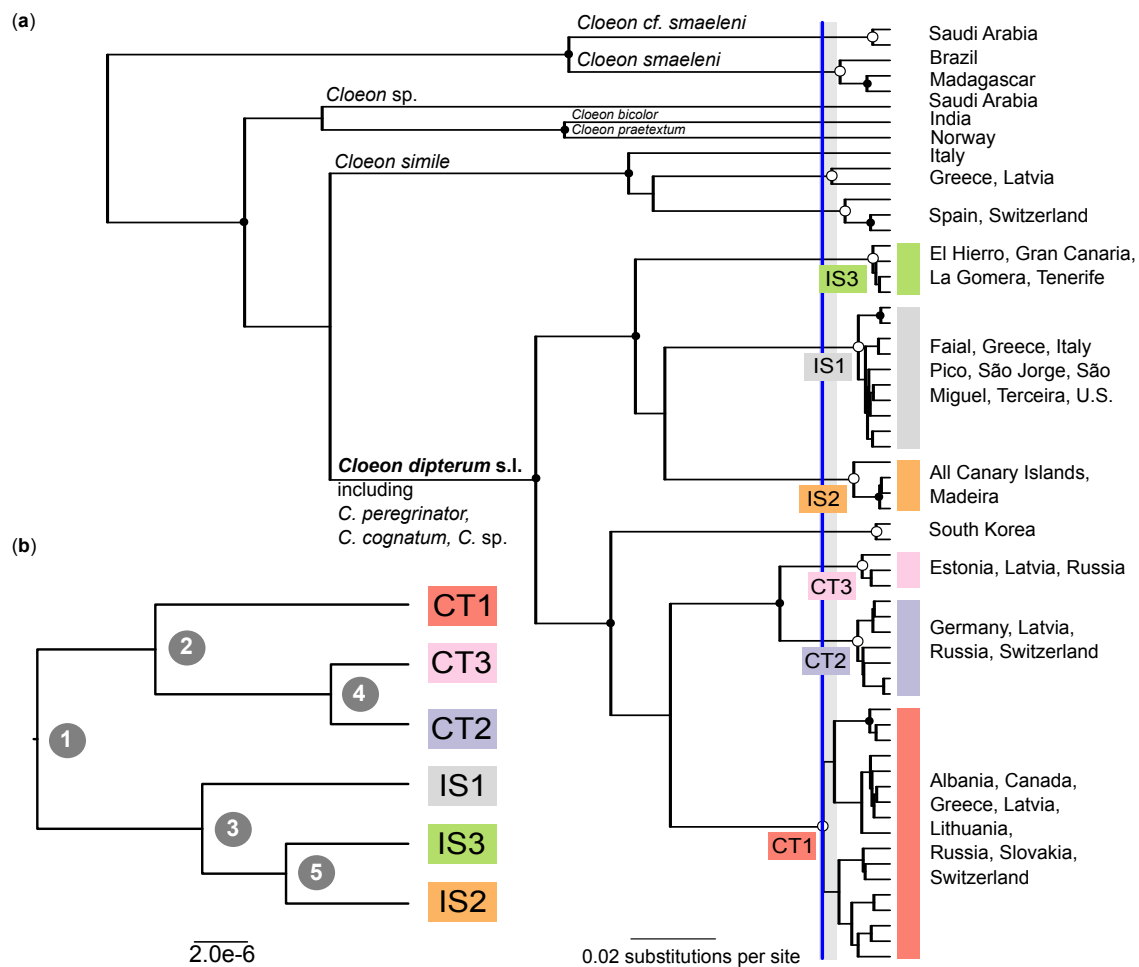 (a)
Cloeon cf. smaeleni
Saudi Arabia
Cloeon smaeleni
Brazil
Madagascar
Cloeon sp.
Saudi Arabia
Cloeon bicolor
India
Cloeon praetextum
Norway
Cloeon simile
Italy
Greece, Latvia
Spain, Switzerland
IS3
El Hierro, Gran Canaria,
La Gomera, Tenerife
IS1
Faial, Greece, Italy
Pico, São Jorge, São
Miguel, Terceira, U.S.
Cloeon dipterum s.l.
including
C. peregrinator,
C. cognatum, C. sp.
IS2
All Canary Islands,
Madeira
South Korea
CT3
Estonia, Latvia, Russia
CT2
Germany, Latvia,
Russia, Switzerland
CT1
Albania, Canada,
Greece, Latvia,
Lithuania,
Russia, Slovakia,
Switzerland
0.02 substitutions per site
(b)
CT1
2
CT3
4
CT2
1
IS1
3
IS3
5
IS2
2.0e-6